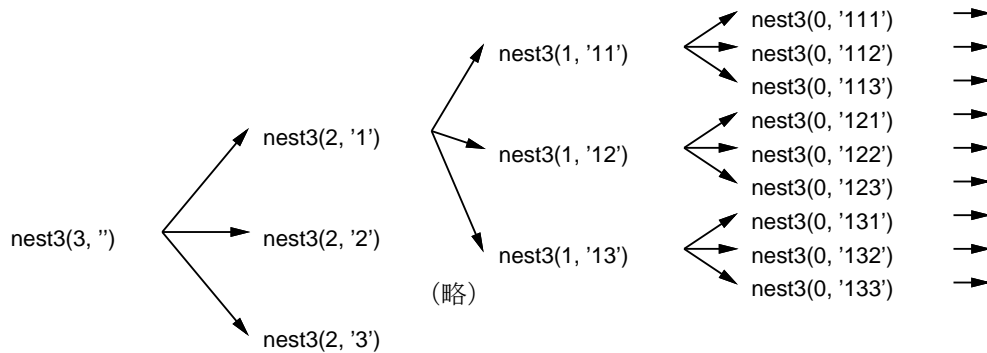 nest3(3, ’’)
nest3(2, ’1’)
nest3(2, ’2’)
nest3(2, ’3’)
nest3(1, ’11’)
nest3(1, ’12’)
nest3(1, ’13’)
(略)
nest3(0, ’111’)
nest3(0, ’112’)
nest3(0, ’113’)
nest3(0, ’121’)
nest3(0, ’122’)
nest3(0, ’123’)
nest3(0, ’131’)
nest3(0, ’132’)
nest3(0, ’133’)